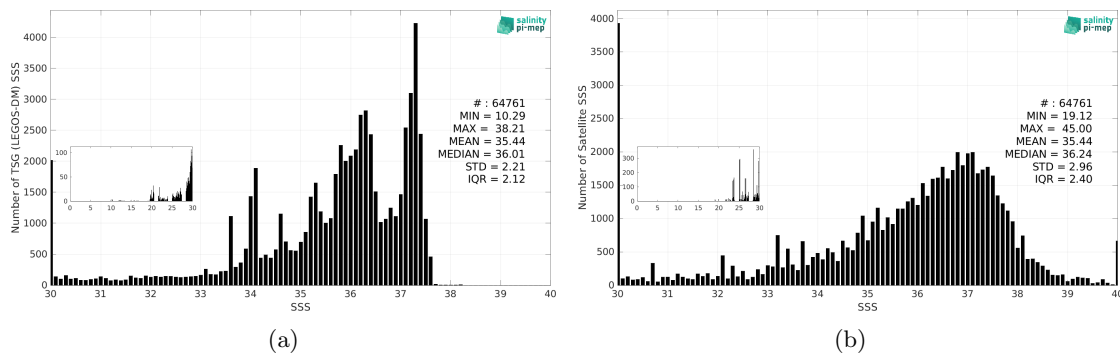 salinity
pi-mep
Number of TSG (LEGOS-DM) SSS
4000
3500
3000
2500
2000
1500
1000
500
0
# : 64761
MIN = 10.29
MAX = 38.21
MEAN = 35.44
MEDIAN = 36.01
STD = 2.21
IQR = 2.12
100
50
0
0 5 10 15 20 25 30
30 31 32 33 34 35 36 37 38 39 40
SSS
(a)
salinity
pi-mep
Number of Satellite SSS
4000
3500
3000
2500
2000
1500
1000
500
0
# : 64761
MIN = 19.12
MAX = 45.00
MEAN = 35.44
MEDIAN = 36.24
STD = 2.96
IQR = 2.40
300
200
100
0
0 5 10 15 20 25 30
30 31 32 33 34 35 36 37 38 39 40
SSS
(b)